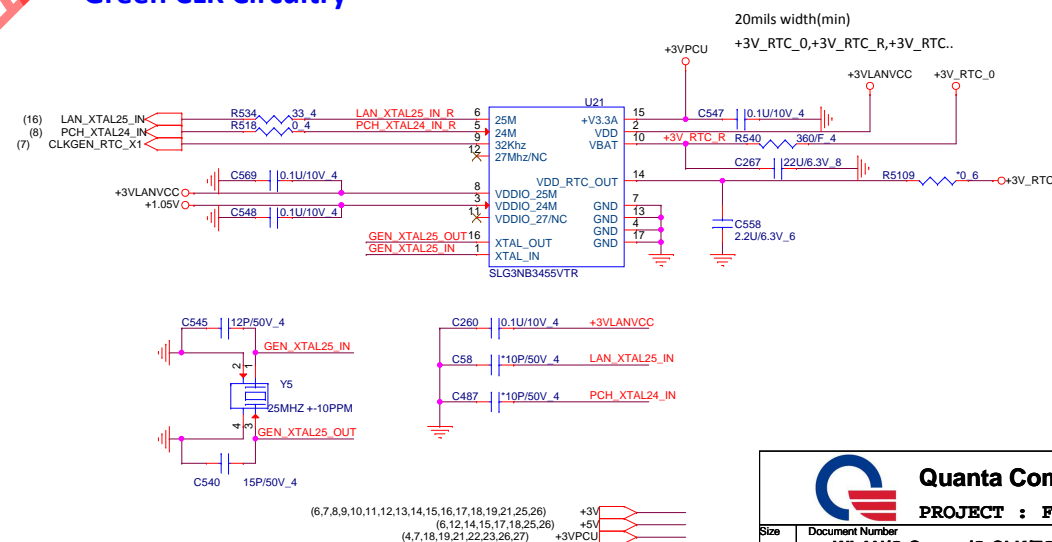 Green CLK Circuitry
20mils width(min)
+3V_RTC_0,+3V_RTC_R,+3V_RTC..
+3VPCU
+3VLANVCC
+3V_RTC_0
U21
(16) LAN_XTAL25_IN
R534 33_4 LAN_XTAL25_IN_R 6 25M
(8) PCH_XTAL24_IN
R518 0_4 PCH_XTAL24_IN_R 5 24M
(7) CLKGEN_RTC_X1
9 32Khz
12 27Mhz/NC
+V3.3A 15
C547 0.1U/10V_4
VDD 2
VBAT 10 +3V_RTC_R R540 360/F_4
C267 22U/6.3V_8
C569 0.1U/10V_4
+3VLANVCC
8 VDDIO_25M
+1.05V
3 VDDIO_24M
C548 0.1U/10V_4
11 VDDIO_27/NC
VDD_RTC_OUT 14
R5109 *0_6 +3V_RTC
GND 7
GND 13
GND 4
GND 17
C558
2.2U/6.3V_6
GEN_XTAL25_OUT 16 XTAL_OUT
GEN_XTAL25_IN 1 XTAL_IN
SLG3NB3455VTR
C545 12P/50V_4
GEN_XTAL25_IN
2 1
Y5
25MHZ +-10PPM
4 3
GEN_XTAL25_OUT
C540 15P/50V_4
C260 0.1U/10V_4 +3VLANVCC
C58 *10P/50V_4 LAN_XTAL25_IN
C487 *10P/50V_4 PCH_XTAL24_IN
(6,7,8,9,10,11,12,13,14,15,16,17,18,19,21,25,26) +3V
(6,12,14,15,17,18,25,26) +5V
(4,7,18,19,21,22,23,26,27) +3VPCU
Quanta Con
PROJECT : F
Size Document Number